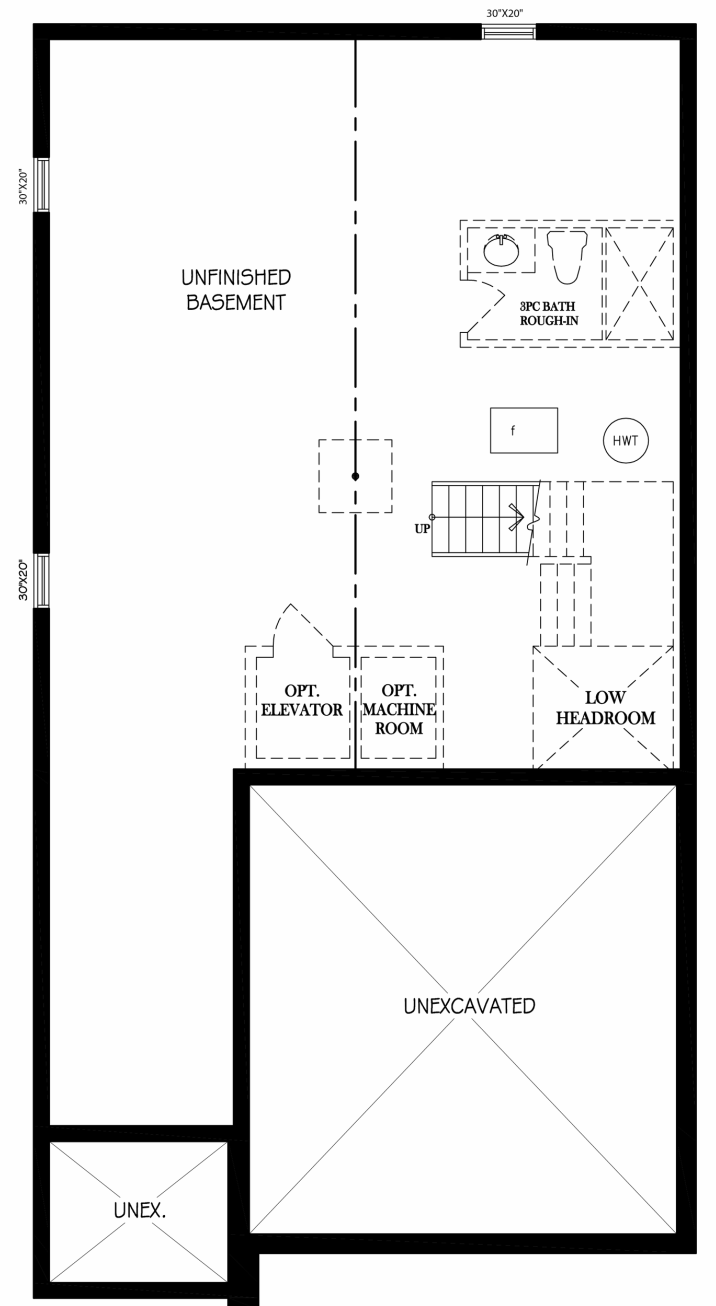 30"X20"
30"X20"
UNFINISHED
BASEMENT
3PC BATH
ROUGH-IN
f
HWT
UP
30"X20"
OPT.
ELEVATOR
OPT.
MACHINE
ROOM
LOW
HEADROOM
UNEXCAVATED
UNEX.